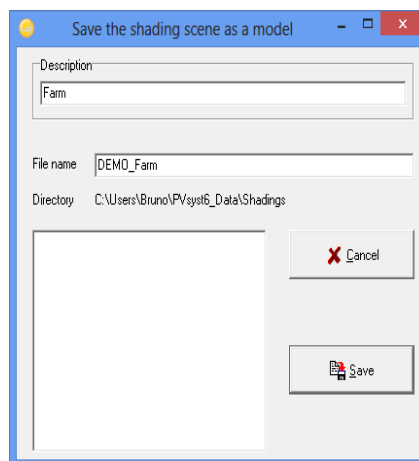 Save the shading scene as a model
Description
Farm
File name
DEMO_Farm
Directory
C:\Users\Bruno\PVsyst6_Data\Shadings
Cancel
Save